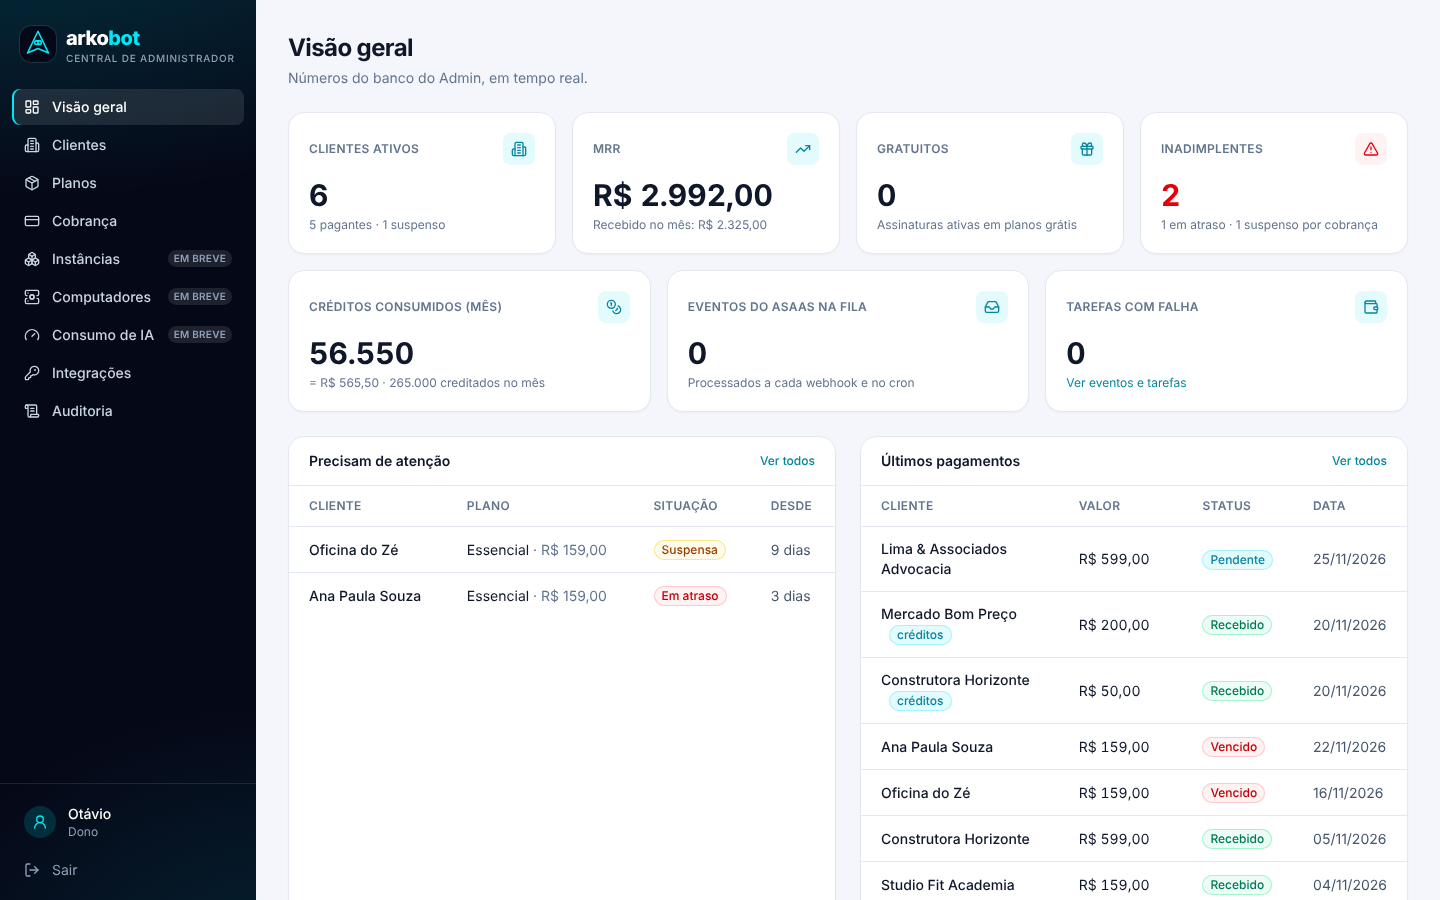 arkobot
CENTRAL DE ADMINISTRADOR
Visão geral
Clientes
Planos
Cobrança
Instâncias EM BREVE
Computadores EM BREVE
Consumo de IA EM BREVE
Integrações
Auditoria
Otávio
Dono
Sair
Visão geral
Números do banco do Admin, em tempo real.
CLIENTES ATIVOS
6
5 pagantes · 1 suspenso
MRR
R$ 2.992,00
Recebido no mês: R$ 2.325,00
GRATUITOS
0
Assinaturas ativas em planos grátis
INADIMPLENTES
2
1 em atraso · 1 suspenso por cobrança
CRÉDITOS CONSUMIDOS (MÊS)
56.550
= R$ 565,50 · 265.000 creditados no mês
EVENTOS DO ASAAS NA FILA
0
Processados a cada webhook e no cron
TAREFAS COM FALHA
0
Ver eventos e tarefas
Precisam de atenção Ver todos
CLIENTE PLANO SITUAÇÃO DESDE
Oficina do Zé Essencial · R$ 159,00 Suspensa 9 dias
Ana Paula Souza Essencial · R$ 159,00 Em atraso 3 dias
Últimos pagamentos Ver todos
CLIENTE VALOR STATUS DATA
Lima & Associados
Advocacia R$ 599,00 Pendente 25/11/2026
Mercado Bom Preço
créditos R$ 200,00 Recebido 20/11/2026
Construtora Horizonte
créditos R$ 50,00 Recebido 20/11/2026
Ana Paula Souza R$ 159,00 Vencido 22/11/2026
Oficina do Zé R$ 159,00 Vencido 16/11/2026
Construtora Horizonte R$ 599,00 Recebido 05/11/2026
Studio Fit Academia R$ 159,00 Recebido 04/11/2026